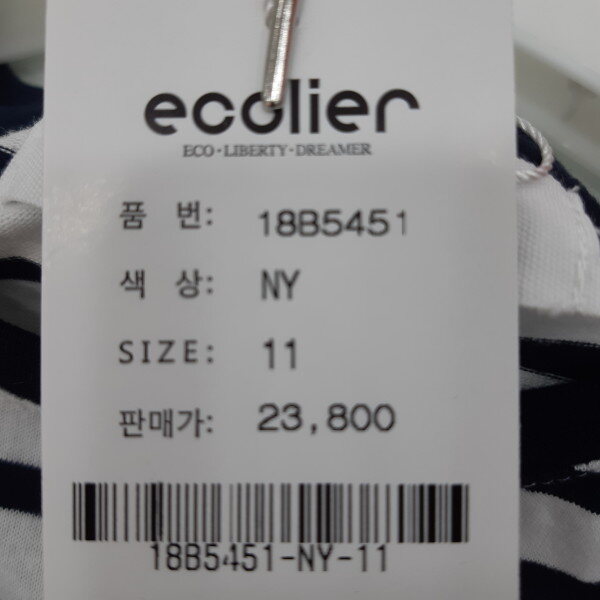 ecolier
ECO·LIBERTY·DREAMER
품 번: 18B5451
색 상: NY
SIZE: 11
판매가: 23,800
18B5451-NY-11